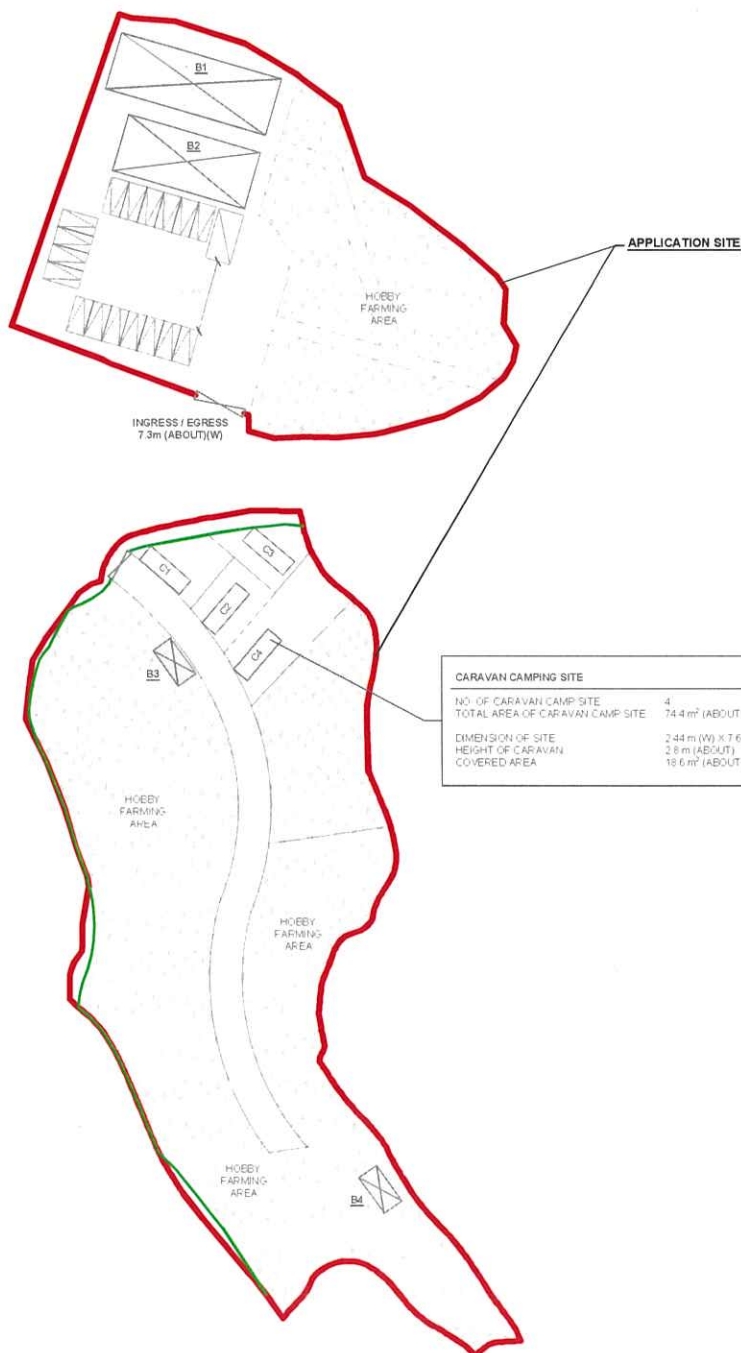 B1
B2
APPLICATION SITE
HOBBY
FARMING
AREA
INGRESS / EGRESS
7.3m (ABOUT)(W)
C3
C1
C2
C4
B3
CARAVAN CAMPING SITE
NO. OF CARAVAN CAMP SITE 4
TOTAL AREA OF CARAVAN CAMP SITE 74.4 m² (ABOUT
DIMENSION OF SITE 2.44 m (W) X 7.6
HEIGHT OF CARAVAN 2.8 m (ABOUT)
COVERED AREA 18.6 m² (ABOUT
HOBBY
FARMING
AREA
HOBBY
FARMING
AREA
HOBBY
FARMING
AREA
B4